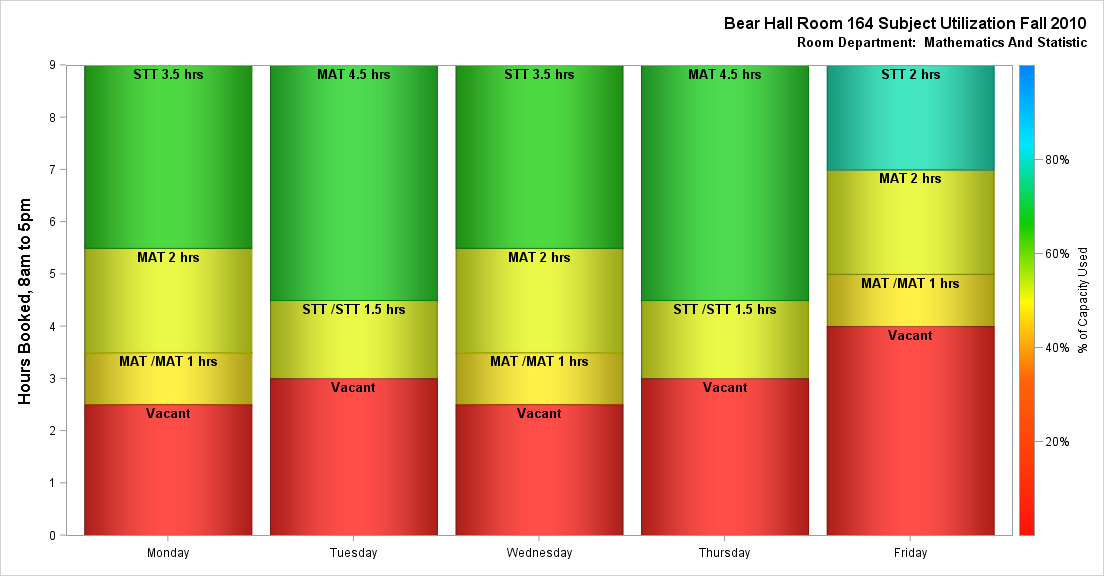 Bear Hall Room 164 Subject Utilization Fall 2010
Room Department:  Mathematics And Statistic
Hours Booked, 8am to 5pm
9
8
7
6
5
4
3
2
1
0
STT 3.5 hrs
MAT 2 hrs
MAT /MAT 1 hrs
Vacant
MAT 4.5 hrs
STT /STT 1.5 hrs
Vacant
STT 3.5 hrs
MAT 2 hrs
MAT /MAT 1 hrs
Vacant
MAT 4.5 hrs
STT /STT 1.5 hrs
Vacant
STT 2 hrs
MAT 2 hrs
MAT /MAT 1 hrs
Vacant
Monday
Tuesday
Wednesday
Thursday
Friday
80%
60%
40%
20%
% of Capacity Used